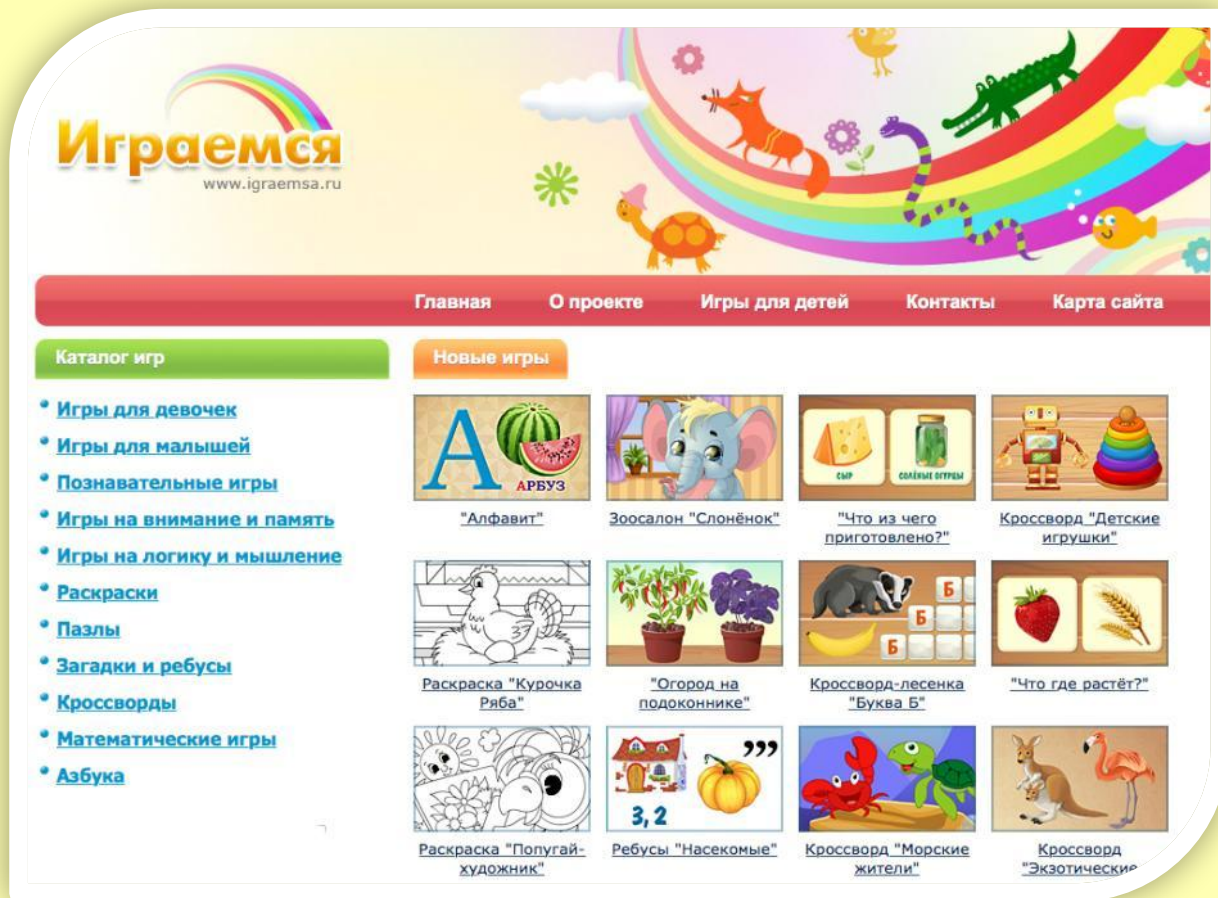 Играемся
www.igraemsa.ru
Главная О проекте Игры для детей Контакты Карта сайта
Каталог игр
Игры для девочек
Игры для малышей
Познавательные игры
Игры на внимание и память
Игры на логику и мышление
Раскраски
Пазлы
Загадки и ребусы
Кроссворды
Математические игры
Азбука
Новые игры
А
АРБУЗ
СЫР
СОЛЁНЫЕ ОГУРЦЫ
"Алфавит"
Зоосалон "Слонёнок"
"Что из чего
приготовлено?"
Кроссворд "Детские
игрушки"
Б
Б
Б
Раскраска "Курочка
Ряба"
"Огород на
подоконнике"
Кроссворд-лесенка
"Буква Б"
"Что где растёт?"
,,,
3, 2
Раскраска "Попугай-
художник"
Ребусы "Насекомые"
Кроссворд "Морские
жители"
Кроссворд
"Экзотические